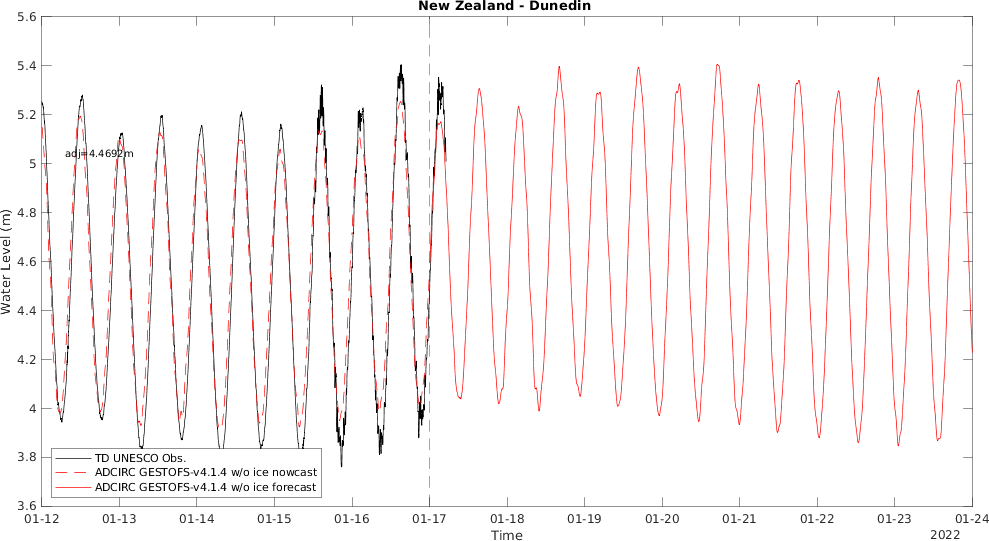 New Zealand - Dunedin
5.6
5.4
5.2
5
4.8
4.6
4.4
4.2
4
3.8
3.6
Water Level (m)
adj=4.4692m
TD UNESCO Obs.
ADCIRC GESTOFS-v4.1.4 w/o ice nowcast
ADCIRC GESTOFS-v4.1.4 w/o ice forecast
01-12 01-13 01-14 01-15 01-16 01-17 01-18 01-19 01-20 01-21 01-22 01-23 01-24
Time
2022